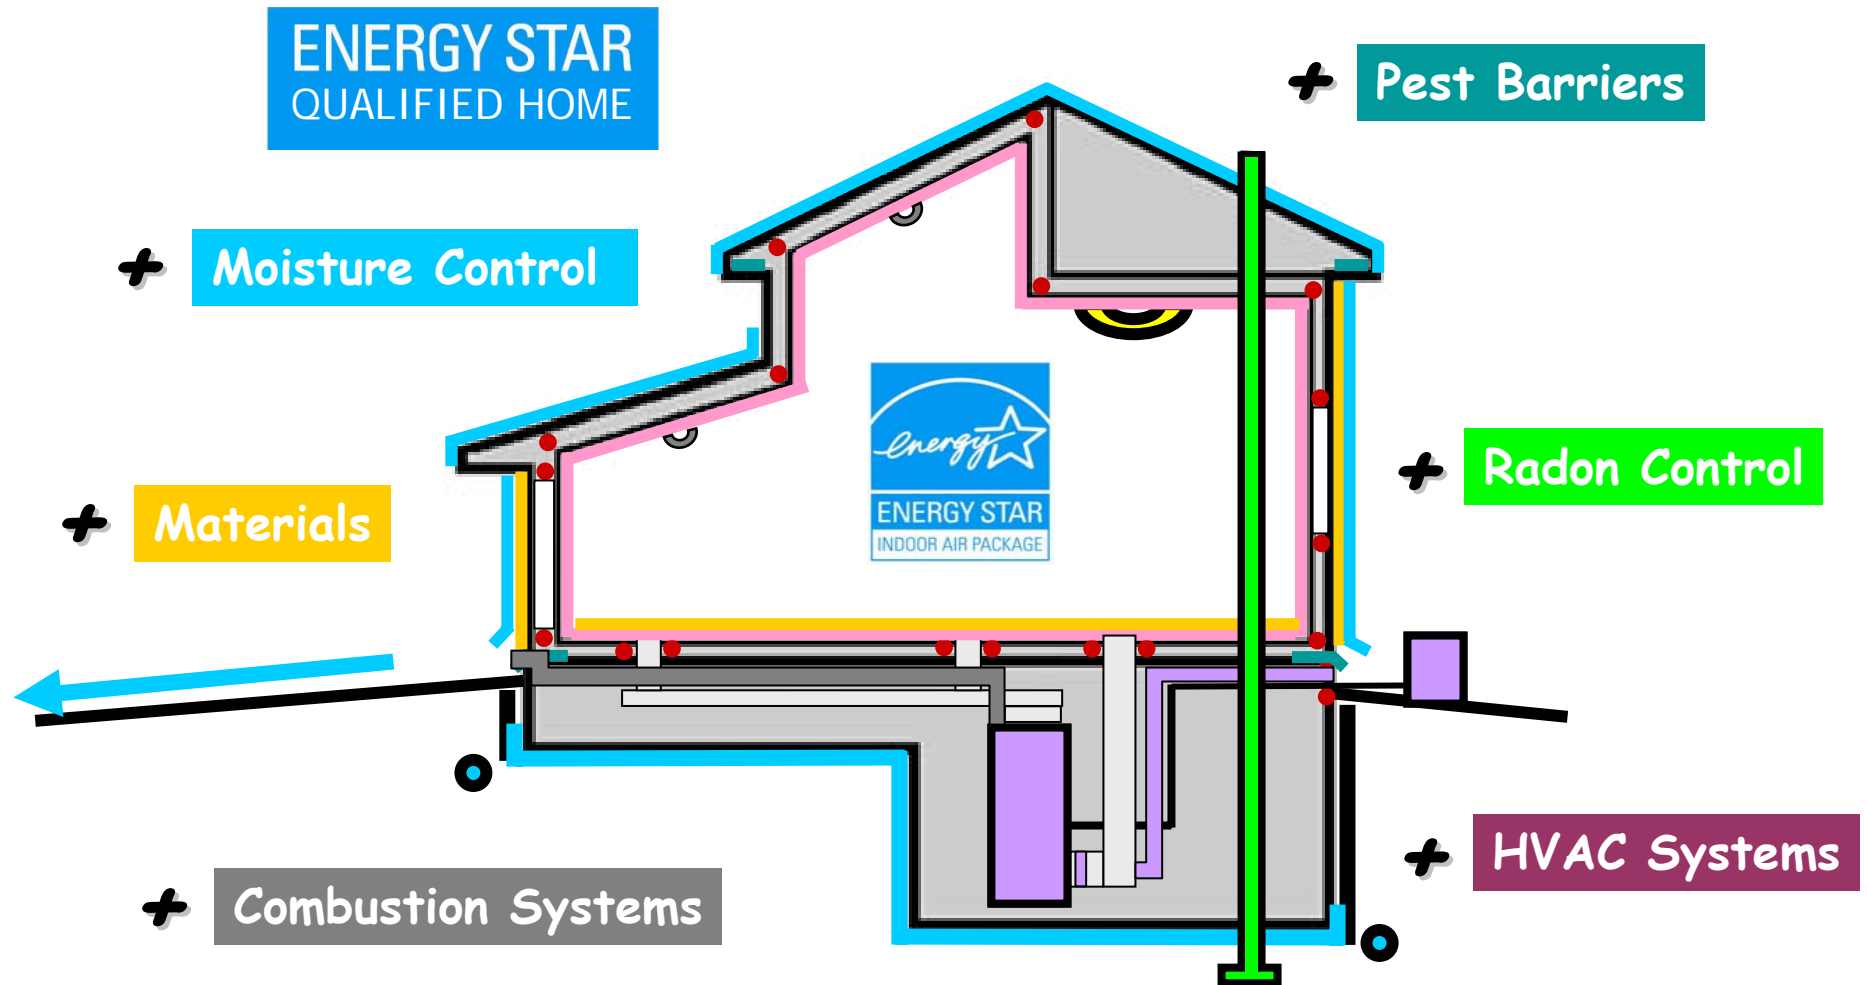 ENERGY STAR
QUALIFIED HOME
+ Pest Barriers
+ Moisture Control
energy
ENERGY STAR
INDOOR AIR PACKAGE
+ Radon Control
+ Materials
+ HVAC Systems
+ Combustion Systems